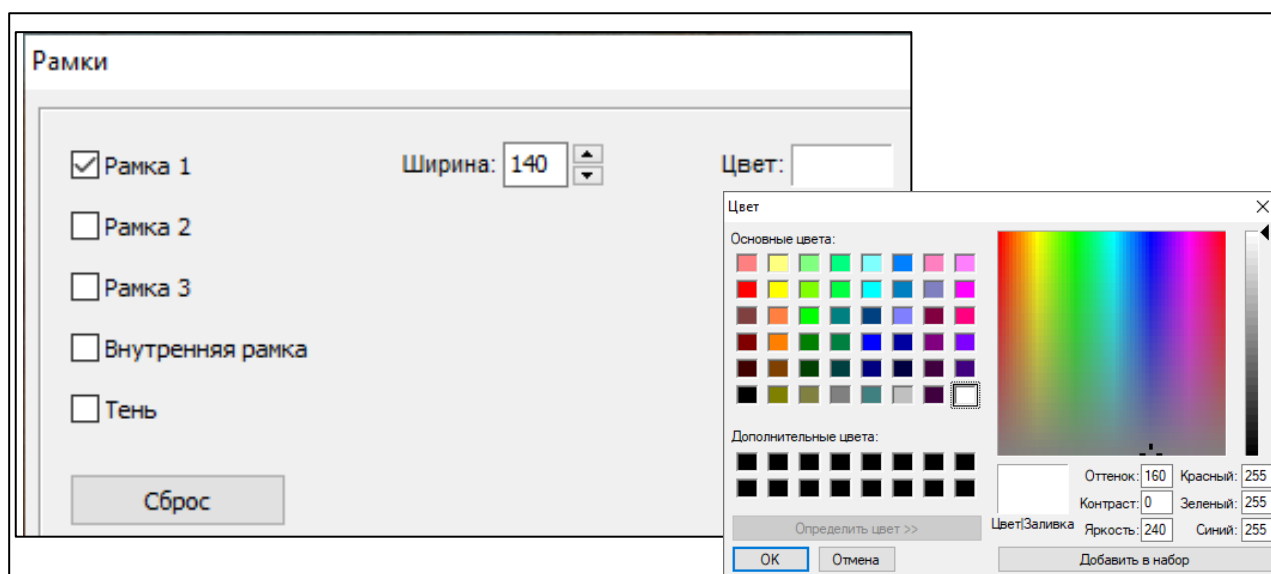 Рамки
Рамка 1 Ширина: 140 Цвет:
Рамка 2
Рамка 3
Внутренняя рамка
Тень
Сброс
Цвет
Основные цвета:
Дополнительные цвета:
Определить цвет >>
OK Отмена
Цвет|Заливка
Оттенок: 160 Красный: 255
Контраст: 0 Зеленый: 255
Яркость: 240 Синий: 255
Добавить в набор